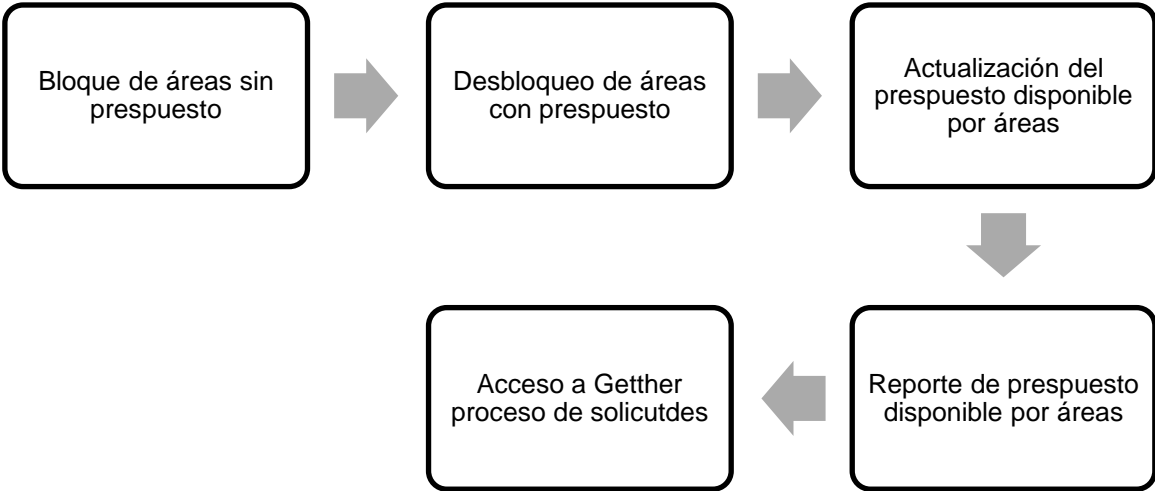 Bloque de áreas sin
prespuesto
Desbloqueo de áreas
con prespuesto
Actualización del
prespuesto disponible
por áreas
Reporte de prespuesto
disponible por áreas
Acceso a Getther
proceso de solicutdes